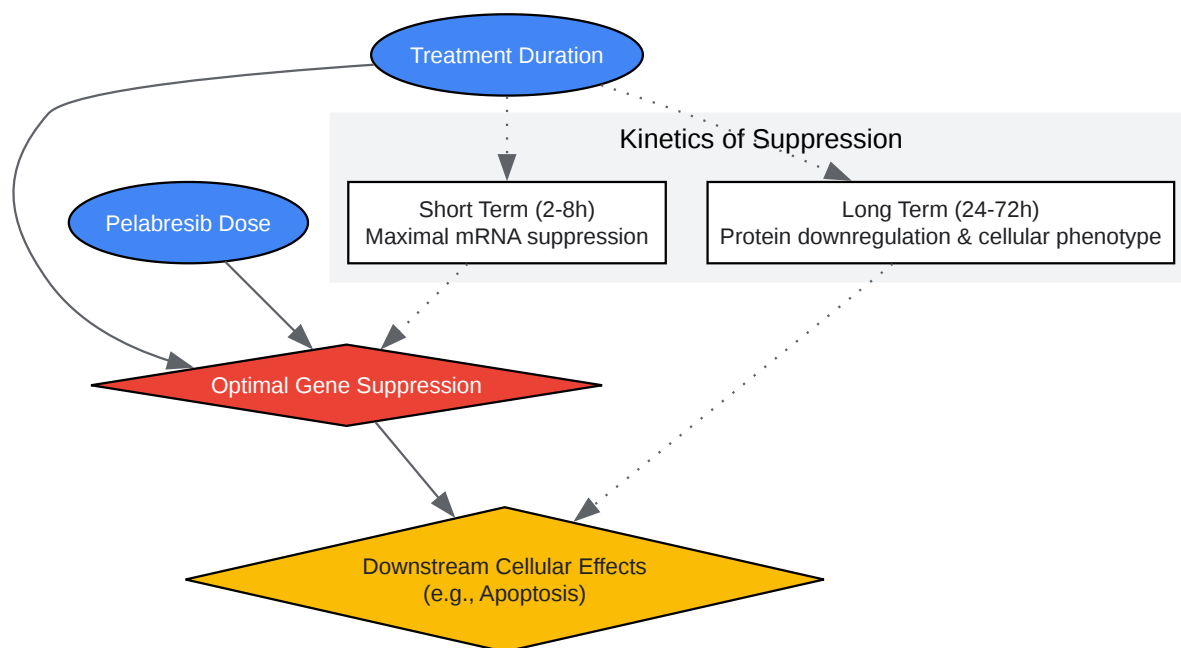 Treatment Duration
Kinetics of Suppression
Short Term (2-8h)
Maximal mRNA suppression
Long Term (24-72h)
Protein downregulation & cellular phenotype
Pelabresib Dose
Optimal Gene Suppression
Downstream Cellular Effects
(e.g., Apoptosis)